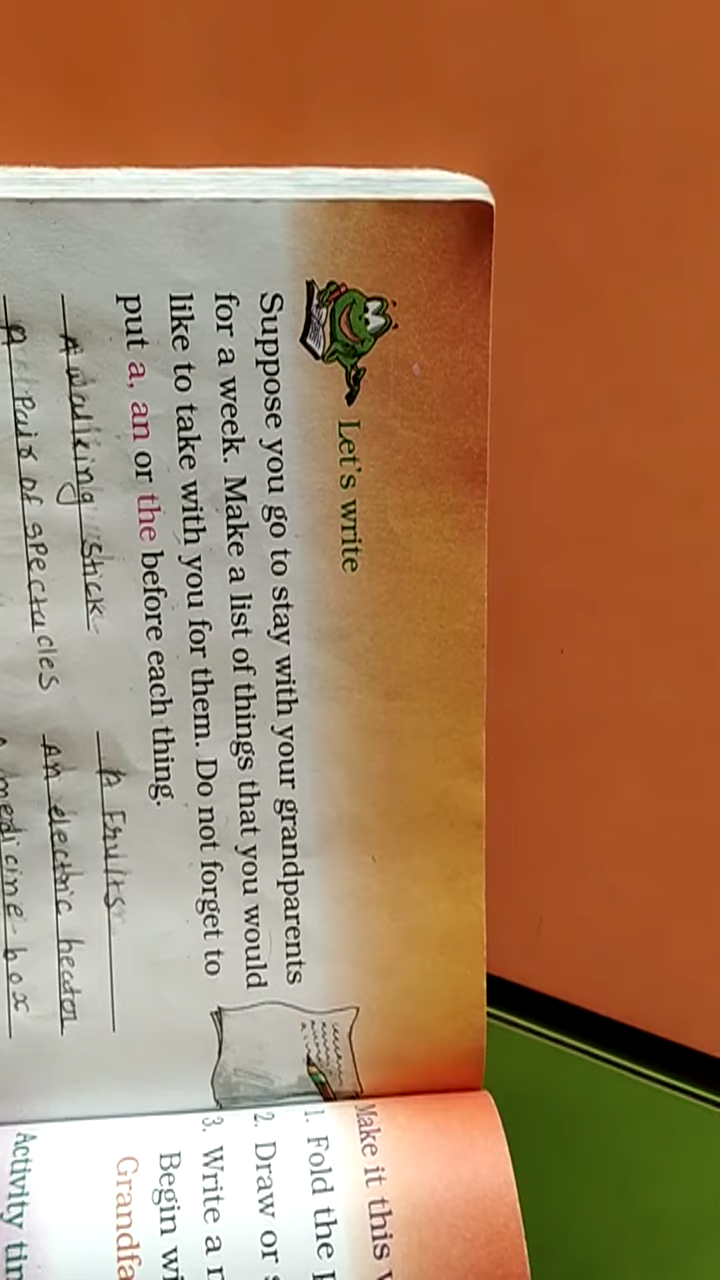 Let's write
Suppose you go to stay with your grandparents
for a week. Make a list of things that you would
like to take with you for them. Do not forget to
put a, an or the before each thing.
A walking stick
A Fruits
A Pair of spectacles
An electric heator
A medicine-box
Make it this
1. Fold the
2. Draw or
3. Write a
Begin wi
Grandfa
Activity tim